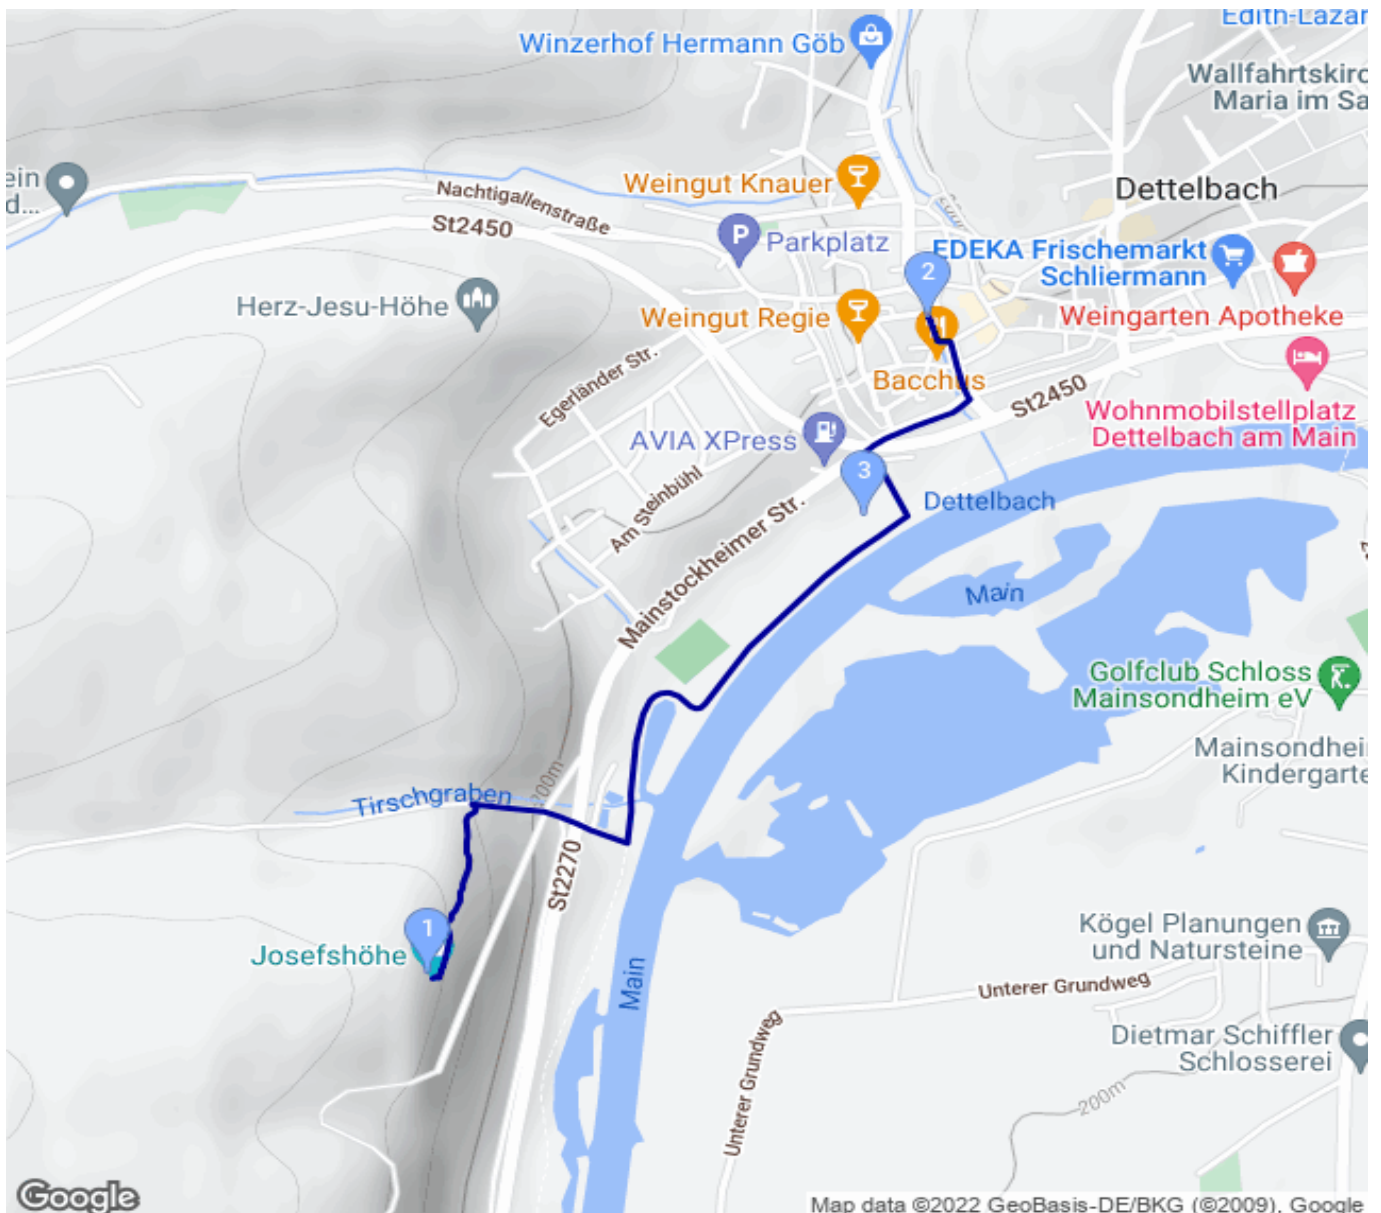 Edith-Lazar
Winzerhof Hermann Göb
Wallfahrtskirc
Maria im Sa
ein
d...
Weingut Knauer
Nachtigallenstraße
St2450
Dettelbach
P
Parkplatz
EDEKA Frischemarkt
Schliermann
2
Herz-Jesu-Höhe
Weingut Regie
Weingarten Apotheke
Egerländer Str.
Bacchus
St2450
Wohnmobilstellplatz
Dettelbach am Main
AVIA XPress
3
Am Steinbühl
Dettelbach
Mainstockheimer Str.
Main
Golfclub Schloss
Mainsondheim eV
Mainsondhei
Kindergarte
200m
Tirschgraben
St2270
1
Josefshöhe
Kögel Planungen
und Natursteine
Main
Unterer Grundweg
Unterer Grundweg
Dietmar Schiffler
Schlosserei
200m
Google
Map data ©2022 GeoBasis-DE/BKG (©2009), Google